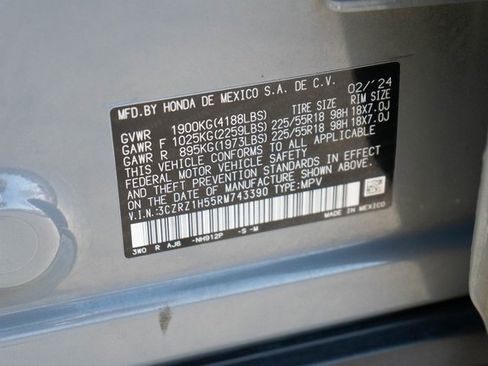 MFD.BY HONDA DE MEXICO S.A. DE C.V. 02/'24
GVWR 1900KG(4188LBS) TIRE SIZE RIM SIZE
GAWR F 1025KG(2259LBS) 225/55R18 98H 18X7.0J
GAWR R 895KG(1973LBS) 225/55R18 98H 18X7.0J
THIS VEHICLE CONFORMS TO ALL APPLICABLE
FEDERAL MOTOR VEHICLE SAFETY
AND THEFT PREVENTION STANDARDS IN EFFECT ON
THE DATE OF MANUFACTURE SHOWN ABOVE.
V.I.N.:3CZRZ1H55RM743390 TYPE:MPV
3W0 R AJ6 -NH912P -S -M
MADE IN MEXICO